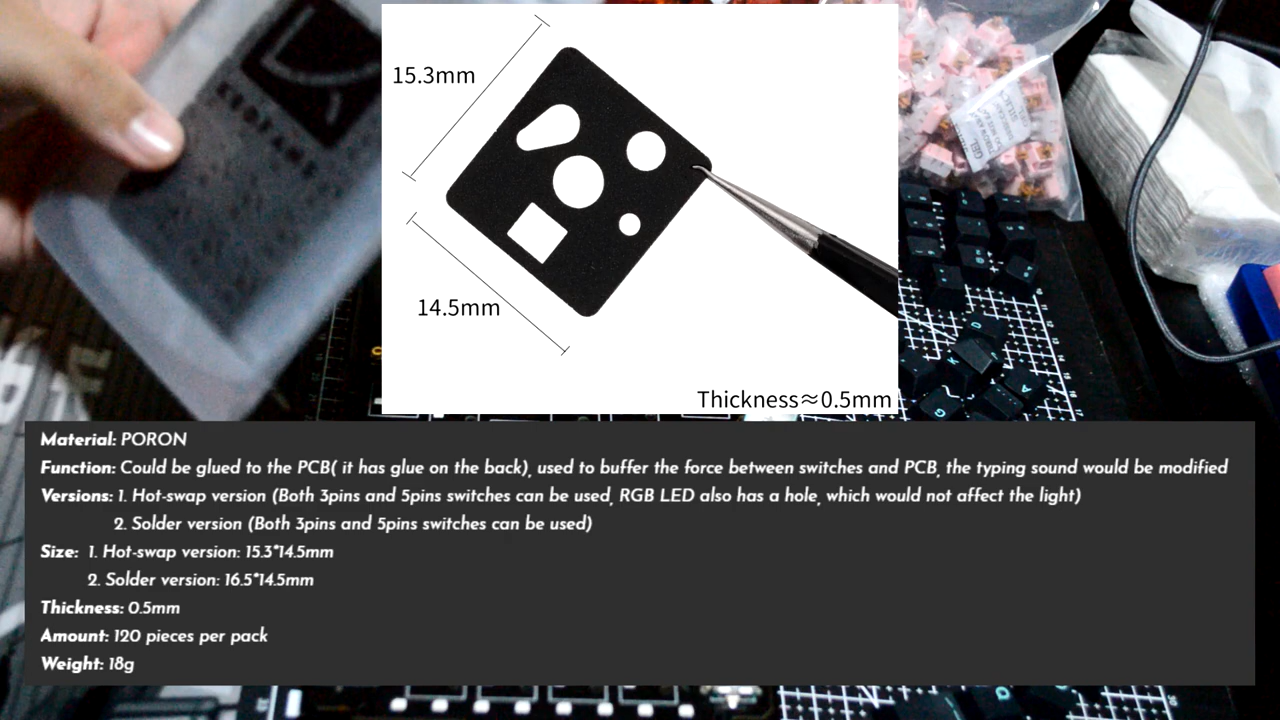 15.3mm
14.5mm
Thickness≈0.5mm
Material: PORON
Function: Could be glued to the PCB( it has glue on the back), used to buffer the force between switches and PCB, the typing sound would be modified
Versions: 1. Hot-swap version (Both 3pins and 5pins switches can be used, RGB LED also has a hole, which would not affect the light)
2. Solder version (Both 3pins and 5pins switches can be used)
Size: 1. Hot-swap version: 15.3*14.5mm
2. Solder version: 16.5*14.5mm
Thickness: 0.5mm
Amount: 120 pieces per pack
Weight: 18g